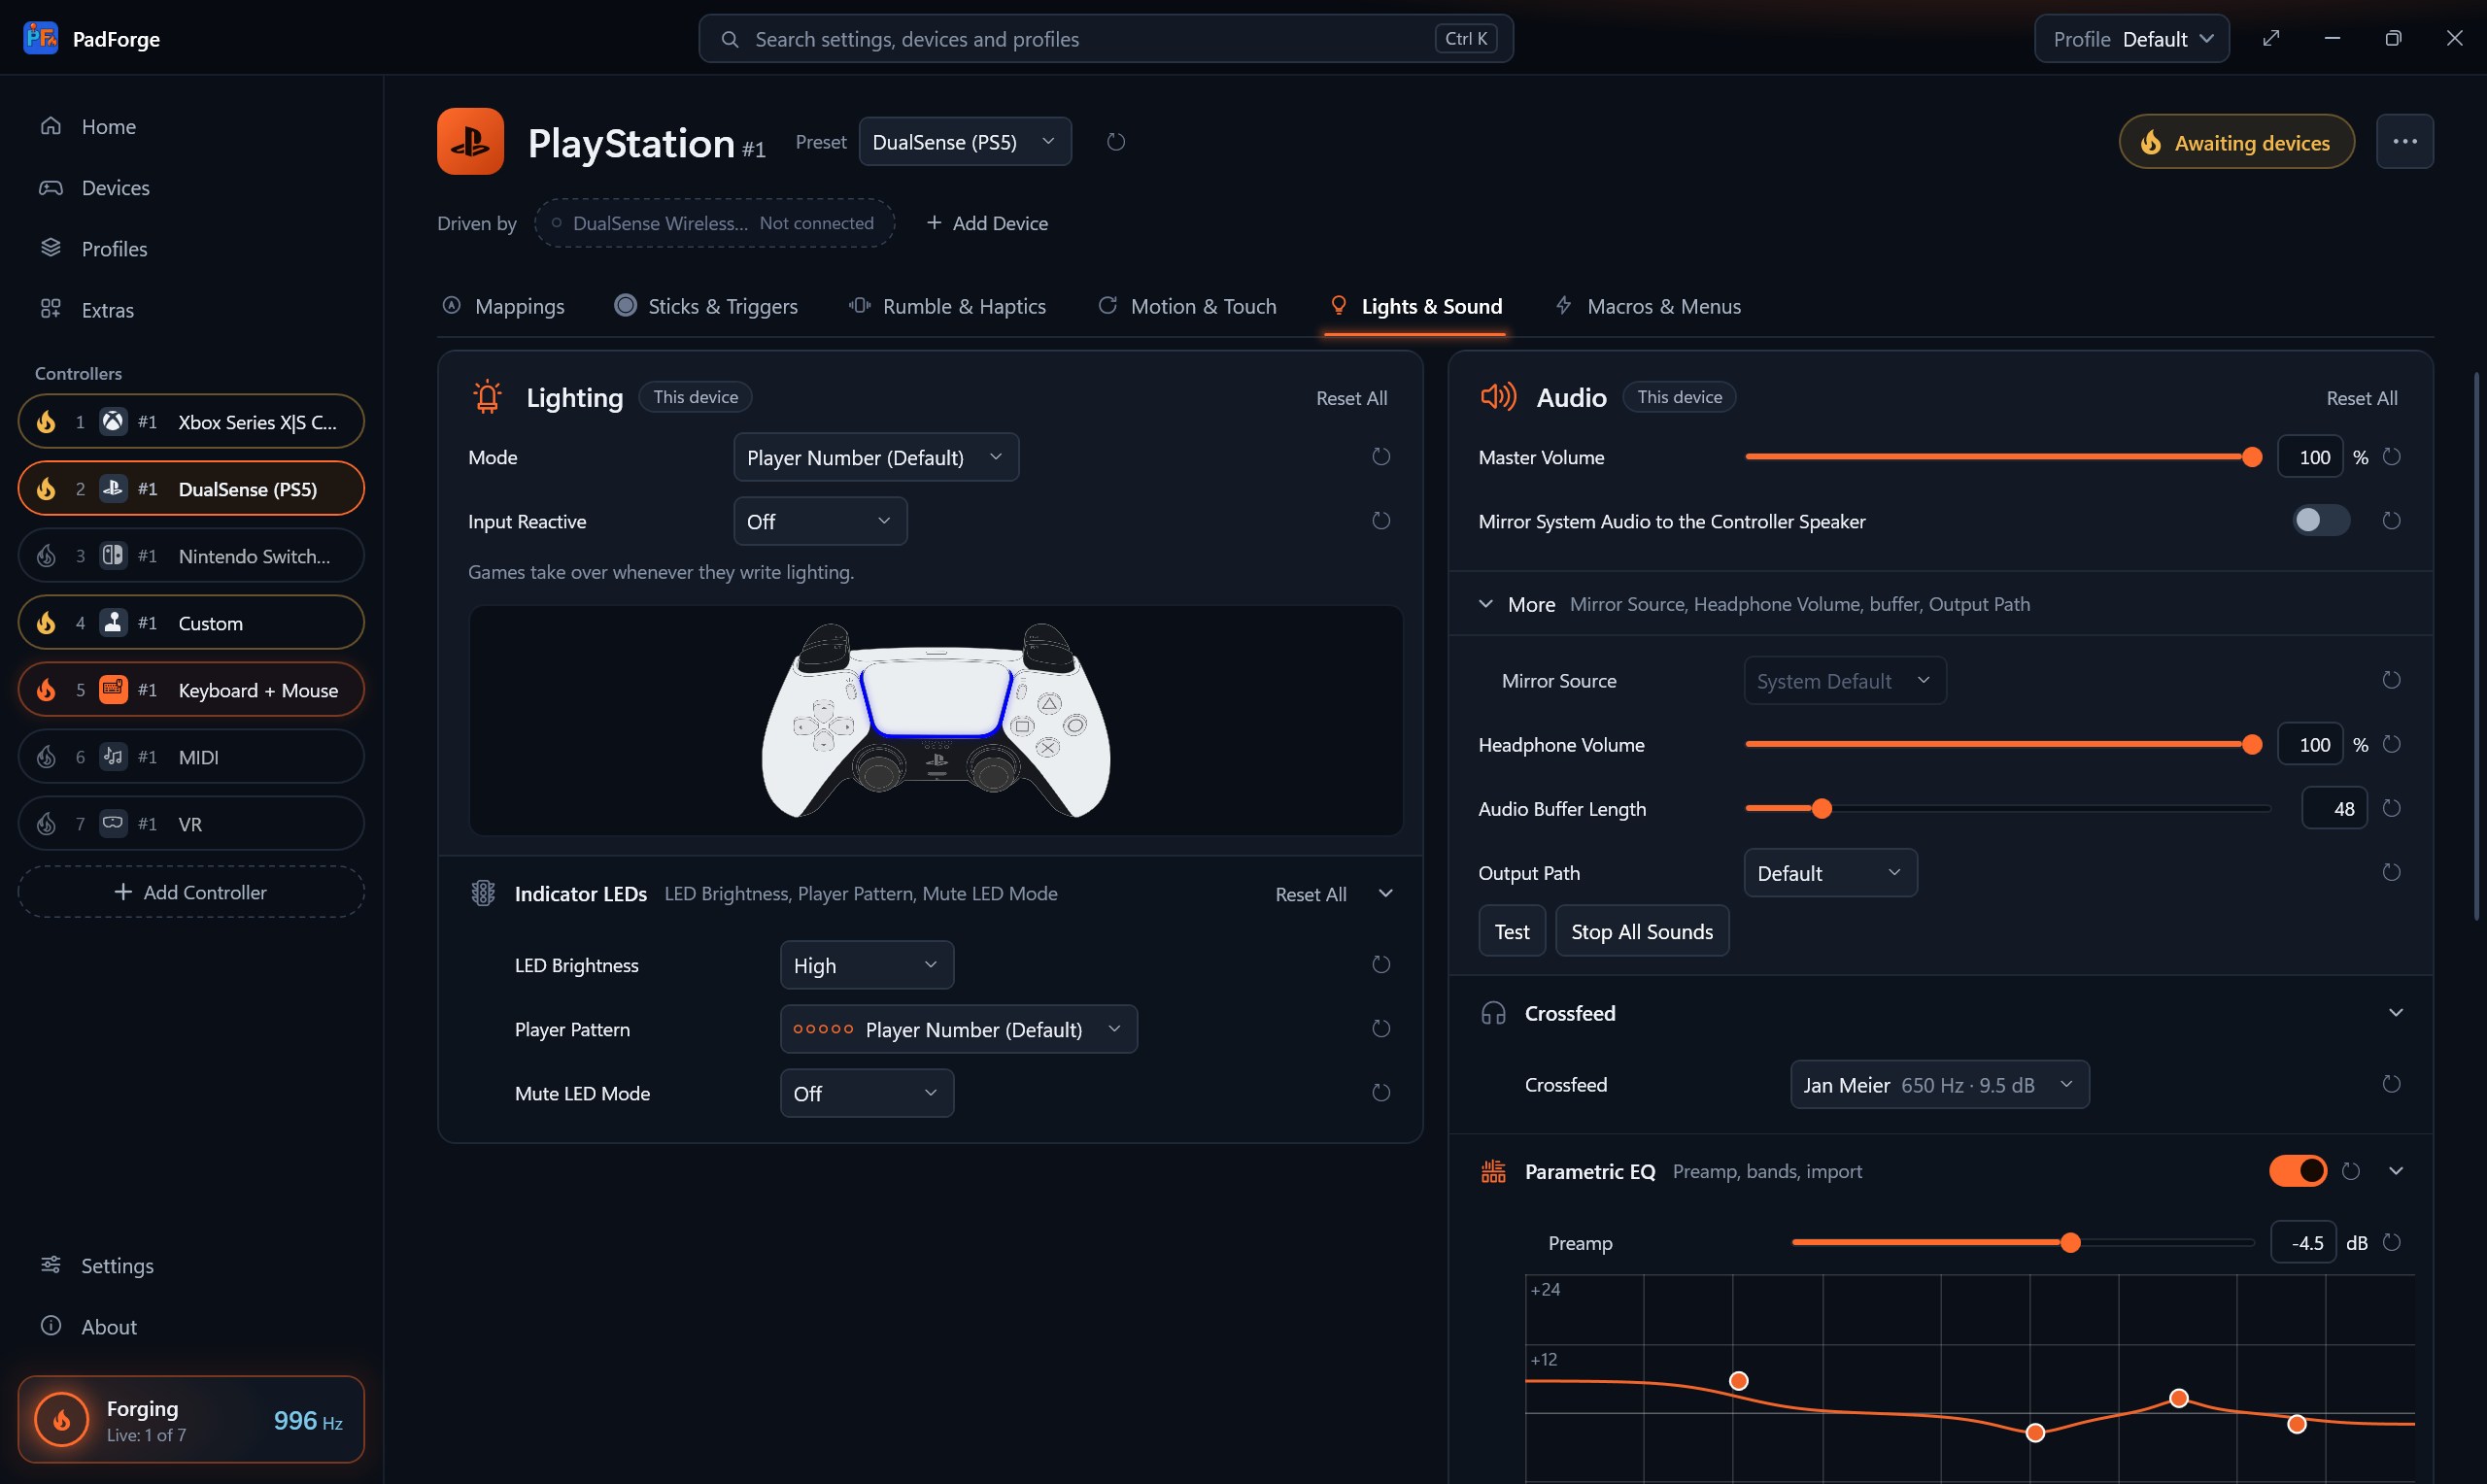 PadForge
Search settings, devices and profiles
Ctrl K
Profile Default
Home
Devices
Profiles
Extras
Controllers
1 #1 Xbox Series X|S C...
2 #1 DualSense (PS5)
3 #1 Nintendo Switch...
4 #1 Custom
5 #1 Keyboard + Mouse
6 #1 MIDI
7 #1 VR
+ Add Controller
Settings
About
Forging
Live: 1 of 7
996 Hz
PlayStation #1
Preset
DualSense (PS5)
Awaiting devices
Driven by
DualSense Wireless... Not connected
+ Add Device
Mappings
Sticks & Triggers
Rumble & Haptics
Motion & Touch
Lights & Sound
Macros & Menus
Lighting
This device
Reset All
Mode
Player Number (Default)
Input Reactive
Off
Games take over whenever they write lighting.
Indicator LEDs
LED Brightness, Player Pattern, Mute LED Mode
Reset All
LED Brightness
High
Player Pattern
Player Number (Default)
Mute LED Mode
Off
Audio
This device
Reset All
Master Volume
100 %
Mirror System Audio to the Controller Speaker
More
Mirror Source, Headphone Volume, buffer, Output Path
Mirror Source
System Default
Headphone Volume
100 %
Audio Buffer Length
48
Output Path
Default
Test
Stop All Sounds
Crossfeed
Crossfeed
Jan Meier 650 Hz · 9.5 dB
Parametric EQ
Preamp, bands, import
Preamp
-4.5 dB
+24
+12